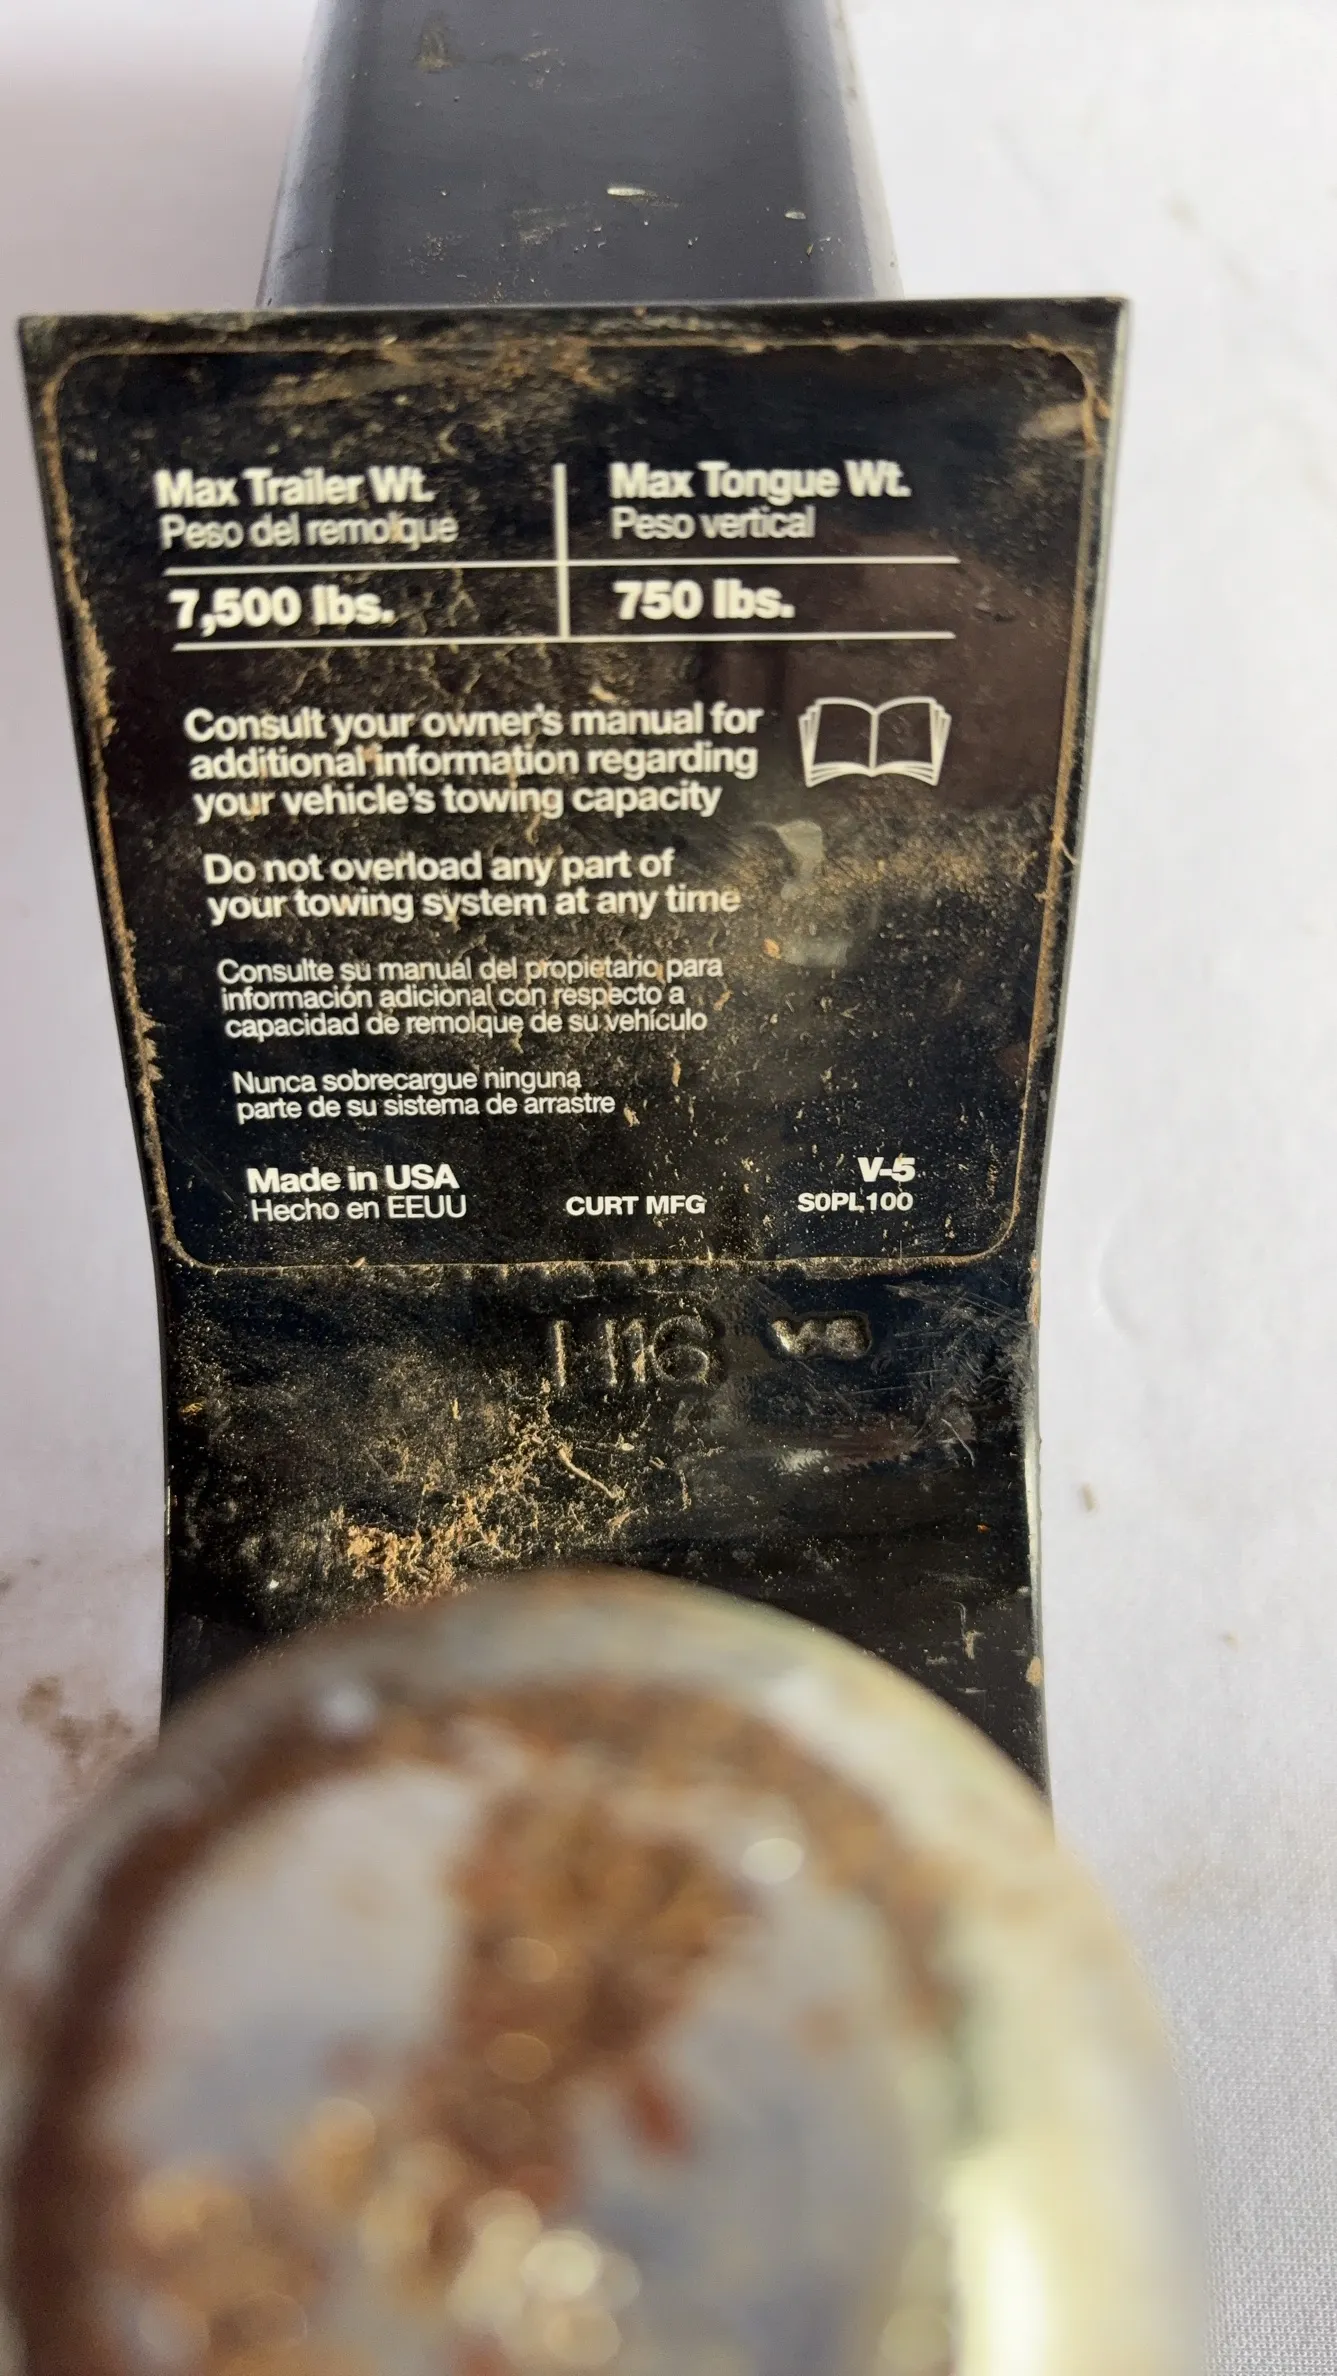 Max Trailer Wt.
Peso del remolque
Max Tongue Wt.
Peso vertical
7,500 lbs.
750 lbs.
Consult your owner's manual for
additional information regarding
your vehicle's towing capacity
Do not overload any part of
your towing system at any time
Consulte su manual del propietario para
información adicional con respecto a
capacidad de remolque de su vehículo
Nunca sobrecargue ninguna
parte de su sistema de arrastre
Made in USA
Hecho en EEUU
CURT MFG
V-5
S0PL100
V-5